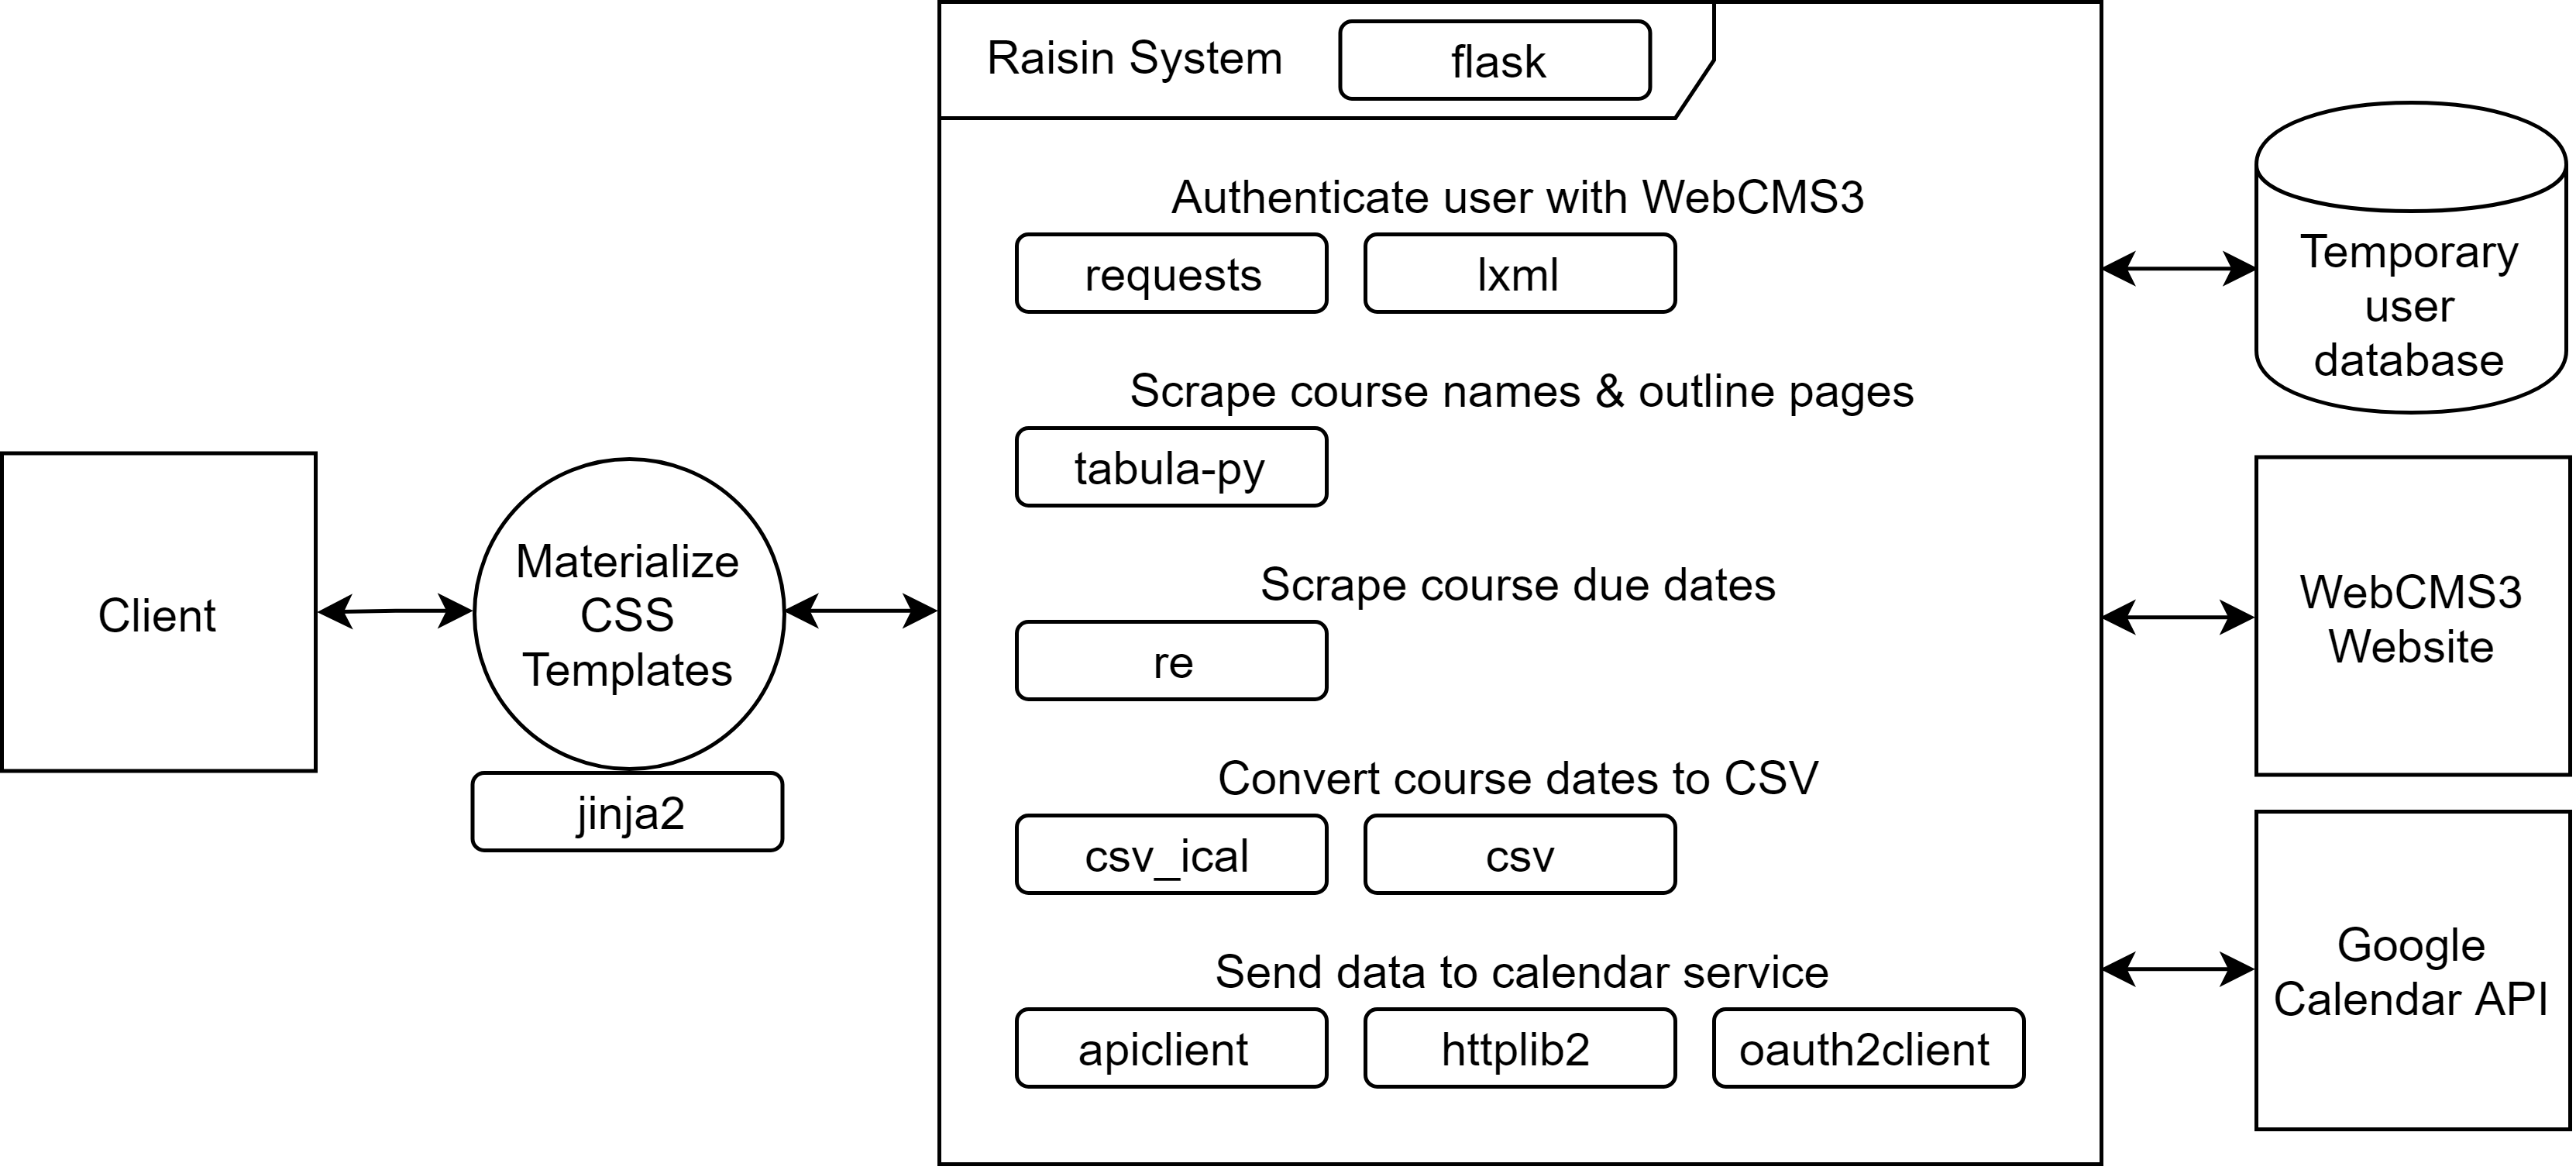 Client
Materialize
CSS
Templates
jinja2
Raisin System
flask
Authenticate user with WebCMS3
requests
lxml
Scrape course names & outline pages
tabula-py
Scrape course due dates
re
Convert course dates to CSV
csv_ical
csv
Send data to calendar service
apiclient
httplib2
oauth2client
Temporary
user
database
WebCMS3
Website
Google
Calendar API